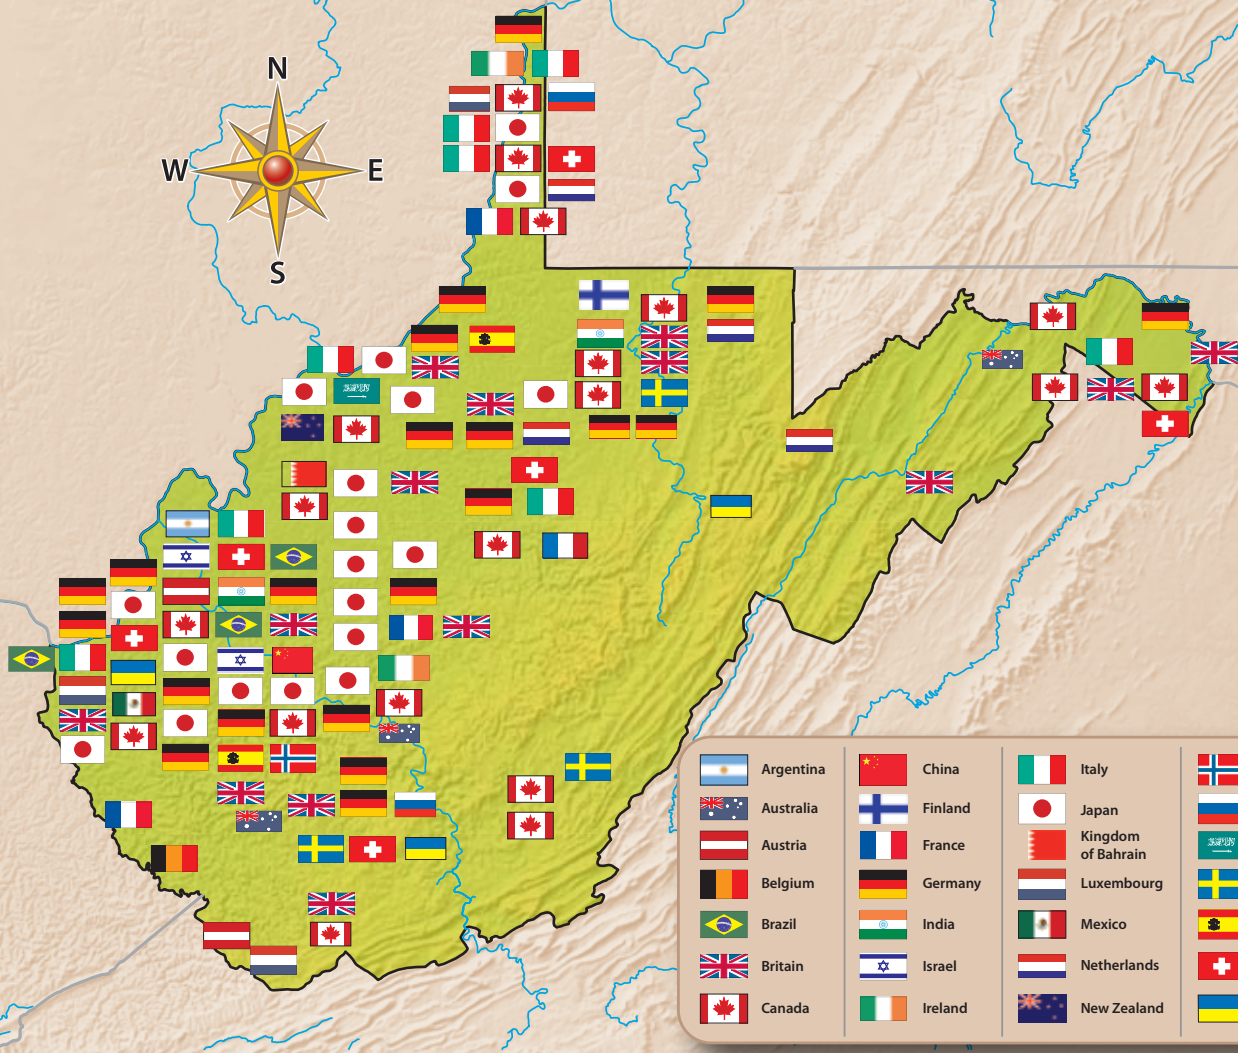 N
W
E
S
Argentina
Australia
Austria
Belgium
Brazil
Britain
Canada
China
Finland
France
Germany
India
Israel
Ireland
Italy
Japan
Kingdom
of Bahrain
Luxembourg
Mexico
Netherlands
New Zealand